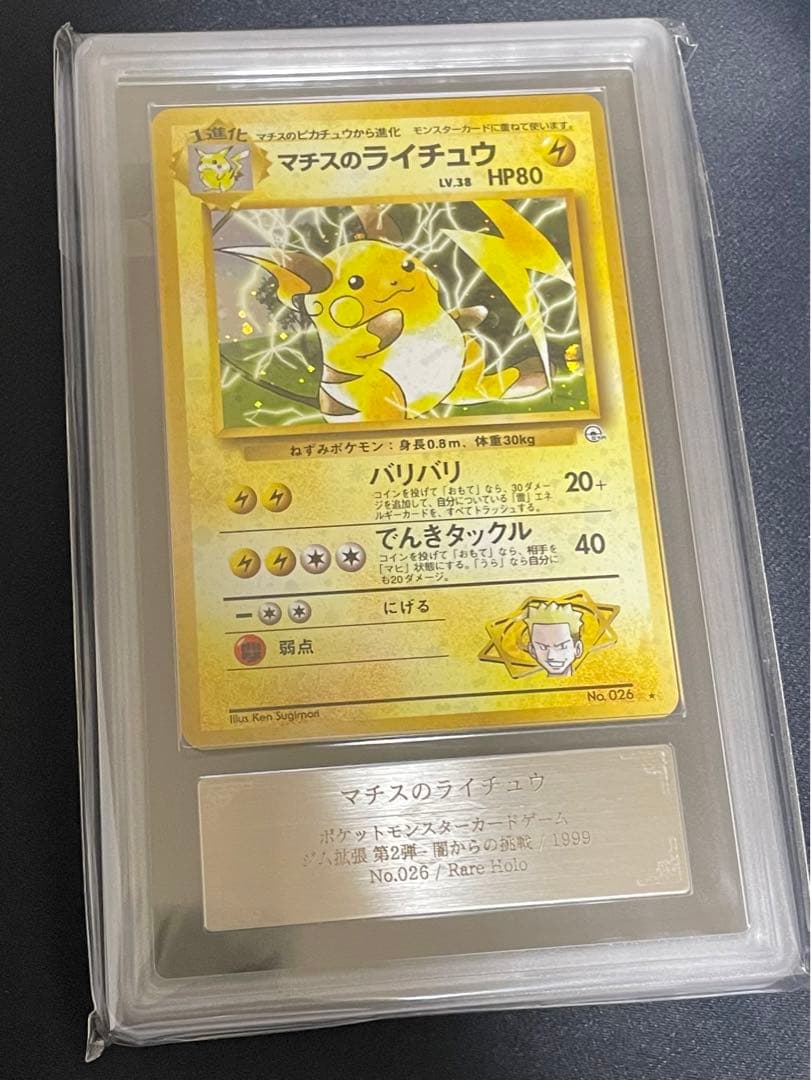 1進化 マチスのピカチュウから進化 モンスターカードに重ねて使います。
マチスのライチュウ
LV.38 HP80
ねずみポケモン：身長0.8m、体重30kg
バリバリ 20+
コインを投げて「おもて」なら、30ダメー
ジを追加して、自分についている「雷」エネ
ルギーカードを、すべてトラッシュする。
でんきタックル 40
コインを投げて「おもて」なら、相手を
「マヒ」状態にする。「うら」なら自分に
も20ダメージ。
にげる
弱点
No.026
Illus Ken Sugimori
マチスのライチュウ
ポケットモンスターカードゲーム
ジム拡張 第2弾- 闇からの挑戦 / 1999
No.026 / Rare Holo